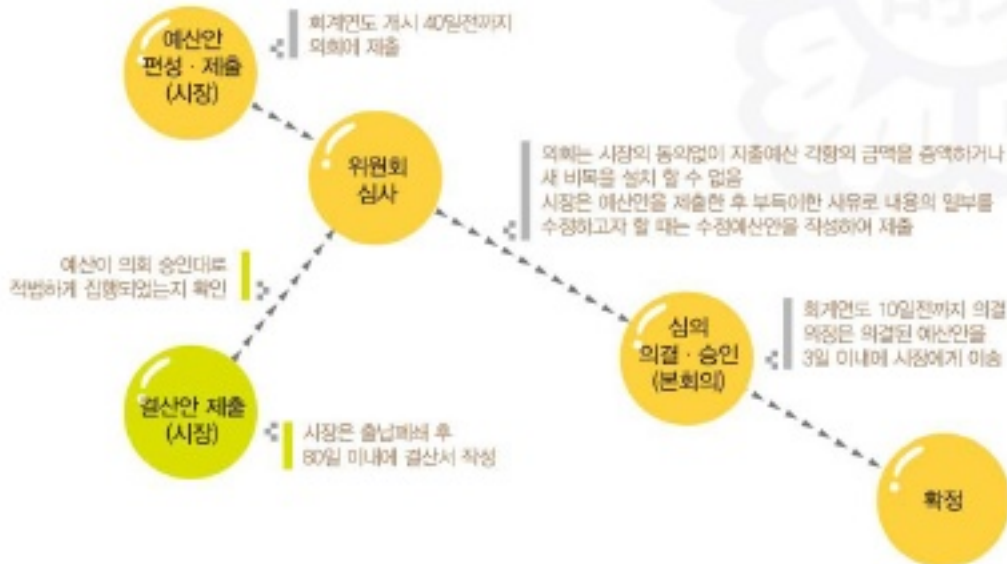 예산안
편성 · 제출
(시장)
회계연도 개시 40일전까지
의회에 제출
위원회
심사
의회는 시장의 동의없이 지출예산 각항의 금액을 증액하거나
새 비목을 설치 할 수 없음
시장은 예산안을 제출한 후 부득이한 사유로 내용의 일부를
수정하고자 할 때는 수정예산안을 작성하여 제출
예산이 의회 승인대로
적법하게 집행되었는지 확인
심의
의결 · 승인
(본회의)
회계연도 10일전까지 의결
의장은 의결된 예산안을
3일 이내에 시장에게 이송
결산안 제출
(시장)
시장은 출납폐쇄 후
80일 이내에 결산서 작성
확정